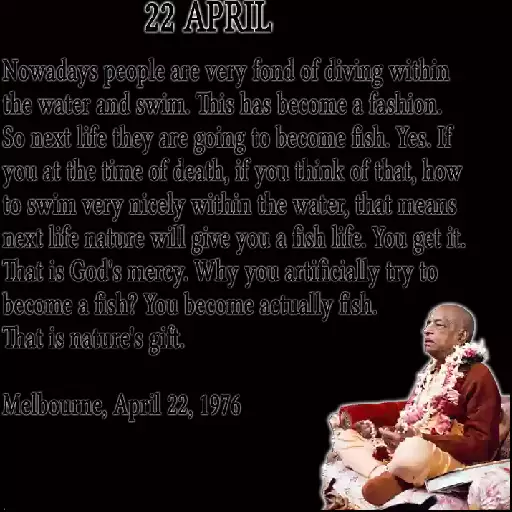 22 APRIL
Nowadays people are very fond of diving within
the water and swim. This has become a fashion.
So next life they are going to become fish. Yes. If
you at the time of death, if you think of that, how
to swim very nicely within the water, that means
next life nature will give you a fish life. You get it.
That is God's mercy. Why you artificially try to
become a fish? You become actually fish.
That is nature's gift.
Melbourne, April 22, 1976